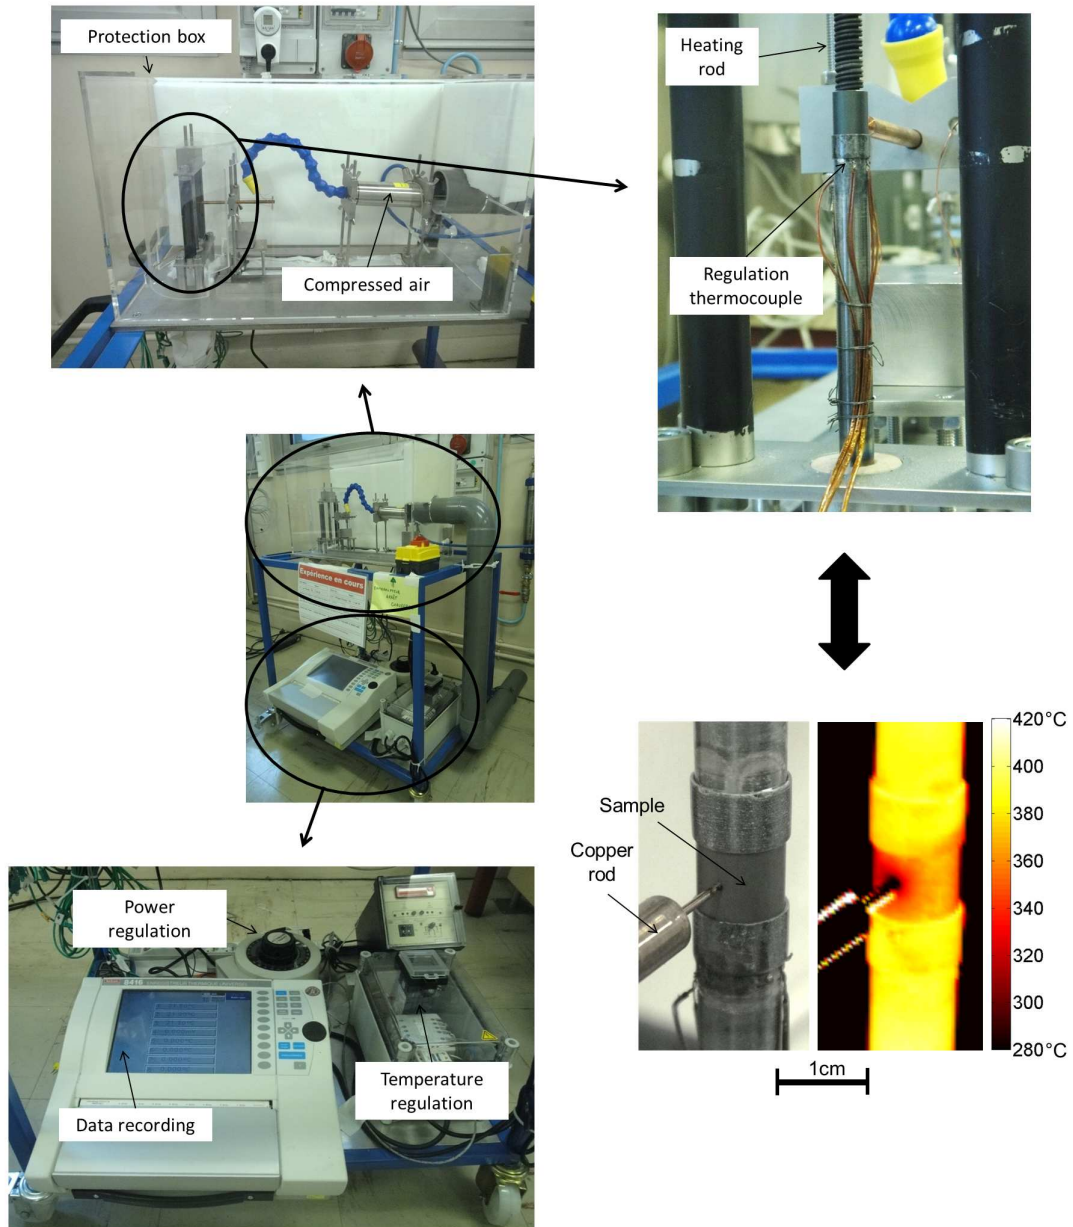 Protection box
Compressed air
Heating
rod
Regulation
thermocouple
Expérience en cours
Sample
Copper
rod
420°C
400
380
360
340
320
300
280°C
1cm
Power
regulation
8416
Temperature
regulation
Data recording